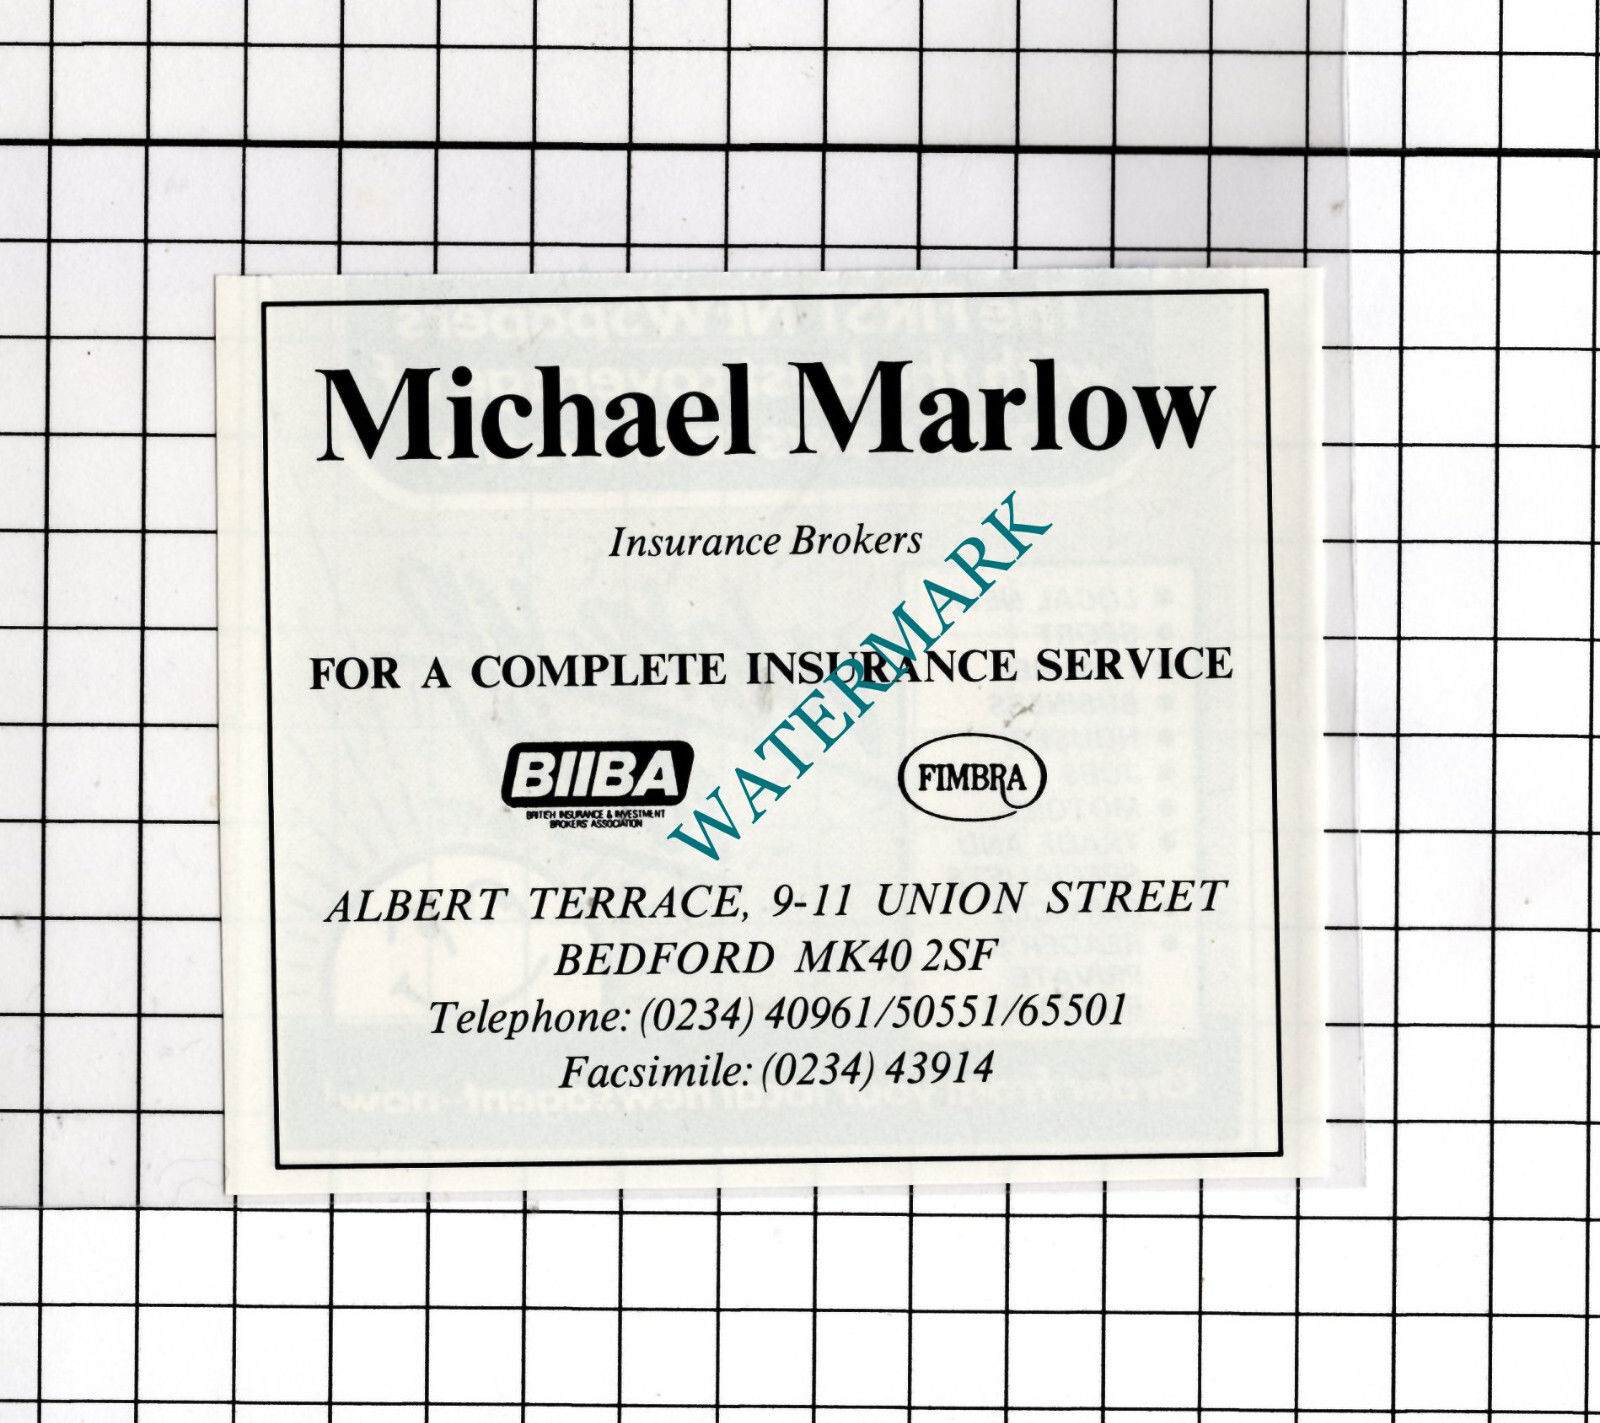 Michael Marlow
Insurance Brokers
FOR A COMPLETE INSURANCE SERVICE
BIIBA
BRITISH INSURANCE & INVESTMENT
BROKERS' ASSOCIATION
FIMBRA
ALBERT TERRACE, 9-11 UNION STREET
BEDFORD MK40 2SF
Telephone: (0234) 40961/50551/65501
Facsimile: (0234) 43914
WATERMARK